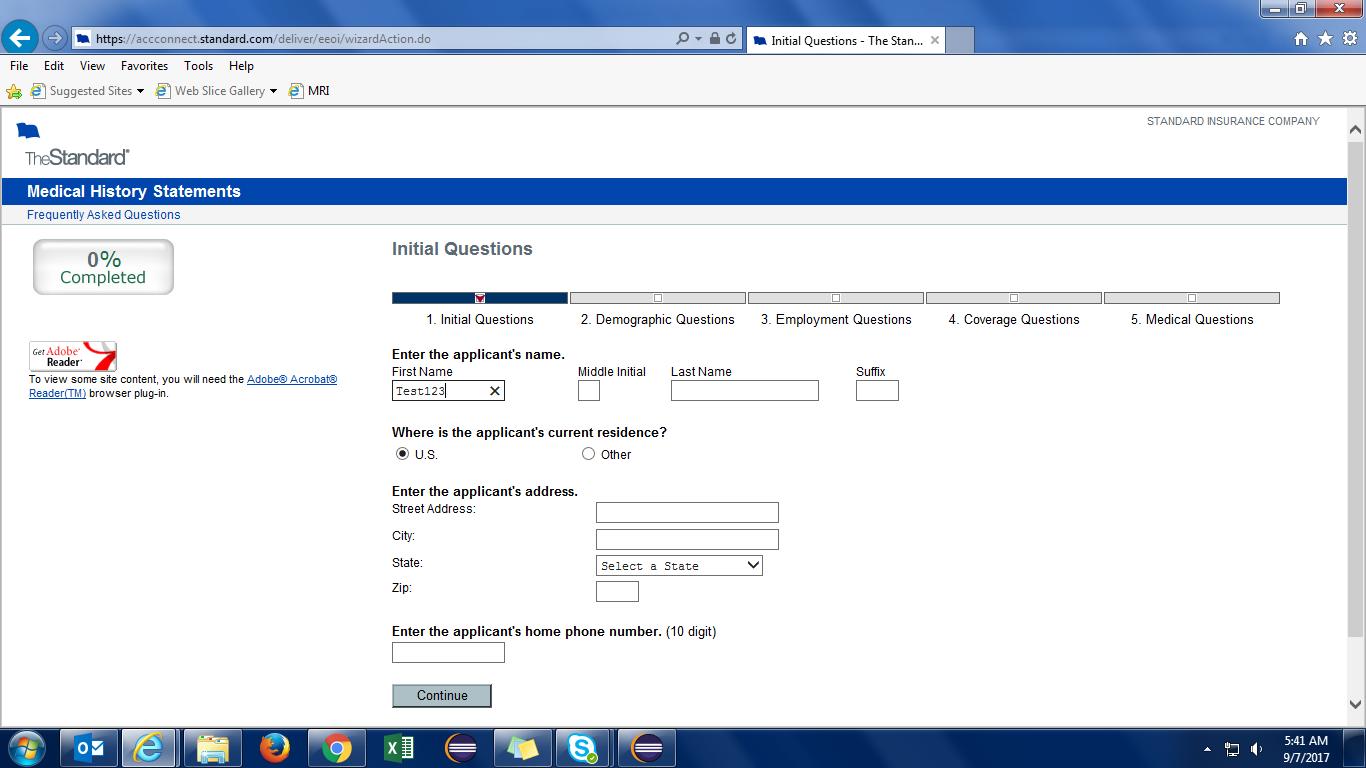 https://accconnect.standard.com/deliver/eeoi/wizardAction.do
Initial Questions - The Stan...
File Edit View Favorites Tools Help
Suggested Sites Web Slice Gallery MRI
STANDARD INSURANCE COMPANY
TheStandard®
Medical History Statements
Frequently Asked Questions
0%
Completed
Initial Questions
1. Initial Questions 2. Demographic Questions 3. Employment Questions 4. Coverage Questions 5. Medical Questions
Get Adobe®
Reader®
To view some site content, you will need the Adobe® Acrobat®
Reader(TM) browser plug-in.
Enter the applicant's name.
First Name Middle Initial Last Name Suffix
Test123
Where is the applicant's current residence?
U.S. Other
Enter the applicant's address.
Street Address:
City:
State: Select a State
Zip:
Enter the applicant's home phone number. (10 digit)
Continue
5:41 AM
9/7/2017